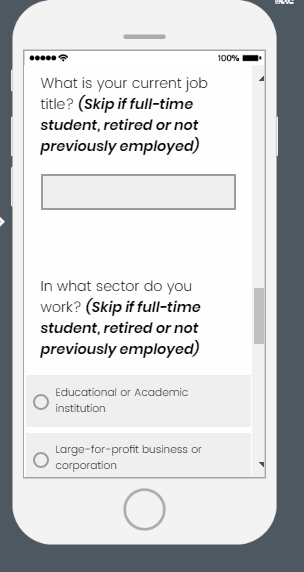 100%
What is your current job
title? (Skip if full-time
student, retired or not
previously employed)
In what sector do you
work? (Skip if full-time
student, retired or not
previously employed)
Educational or Academic
institution
Large-for-profit business or
corporation